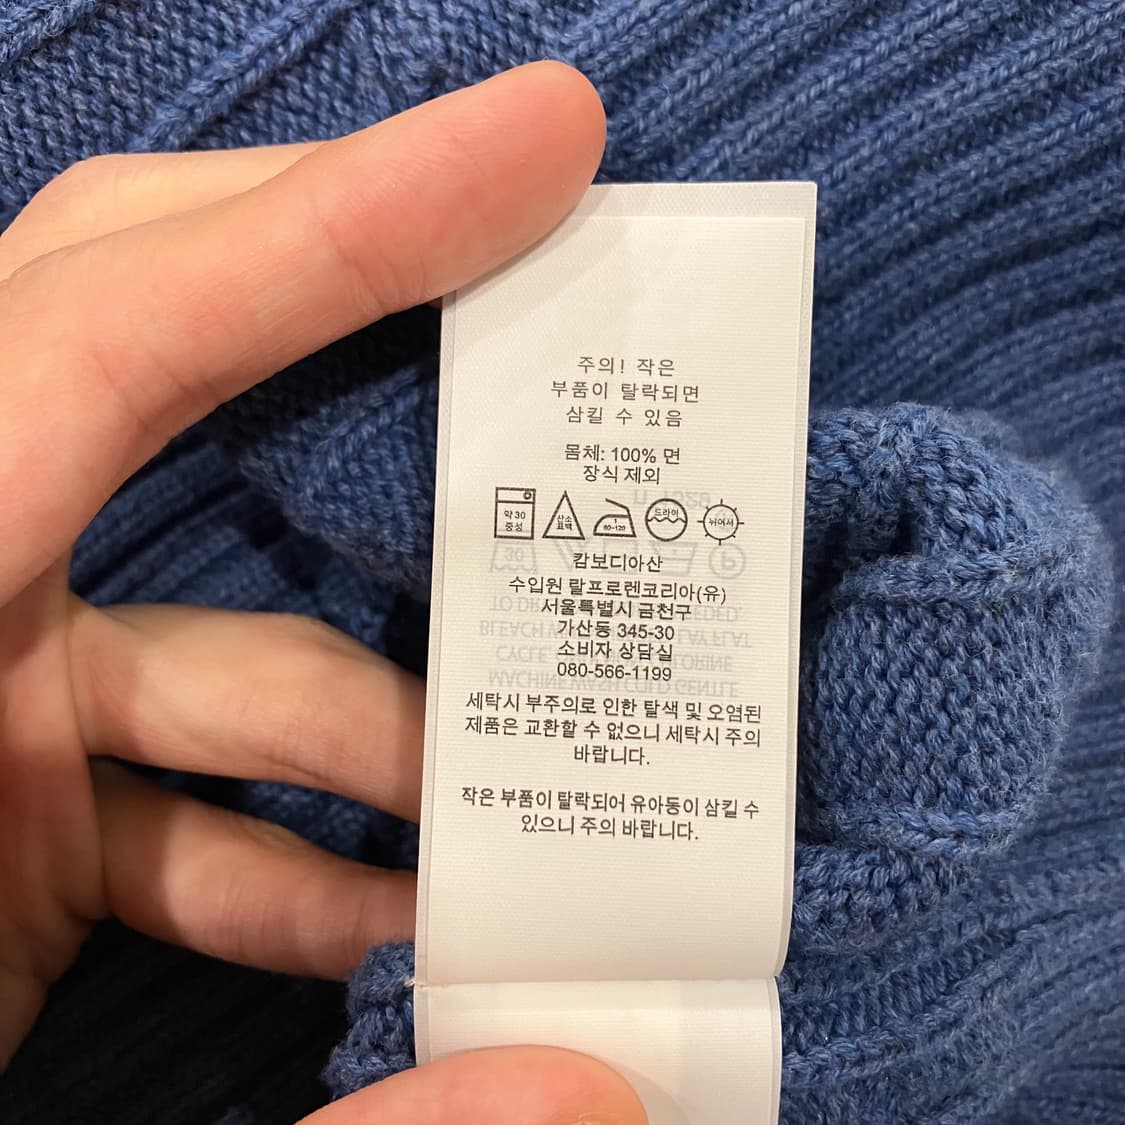 주의! 작은
부품이 탈락되면
삼킬 수 있음
몸체: 100% 면
장식 제외
약 30
중성
산소
표백
1
80~120
드라이
뉘어서
캄보디아산
수입원 랄프로렌코리아(유)
서울특별시 금천구
가산동 345-30
소비자 상담실
080-566-1199
세탁시 부주의로 인한 탈색 및 오염된
제품은 교환할 수 없으니 세탁시 주의
바랍니다.
작은 부품이 탈락되어 유아동이 삼킬 수
있으니 주의 바랍니다.